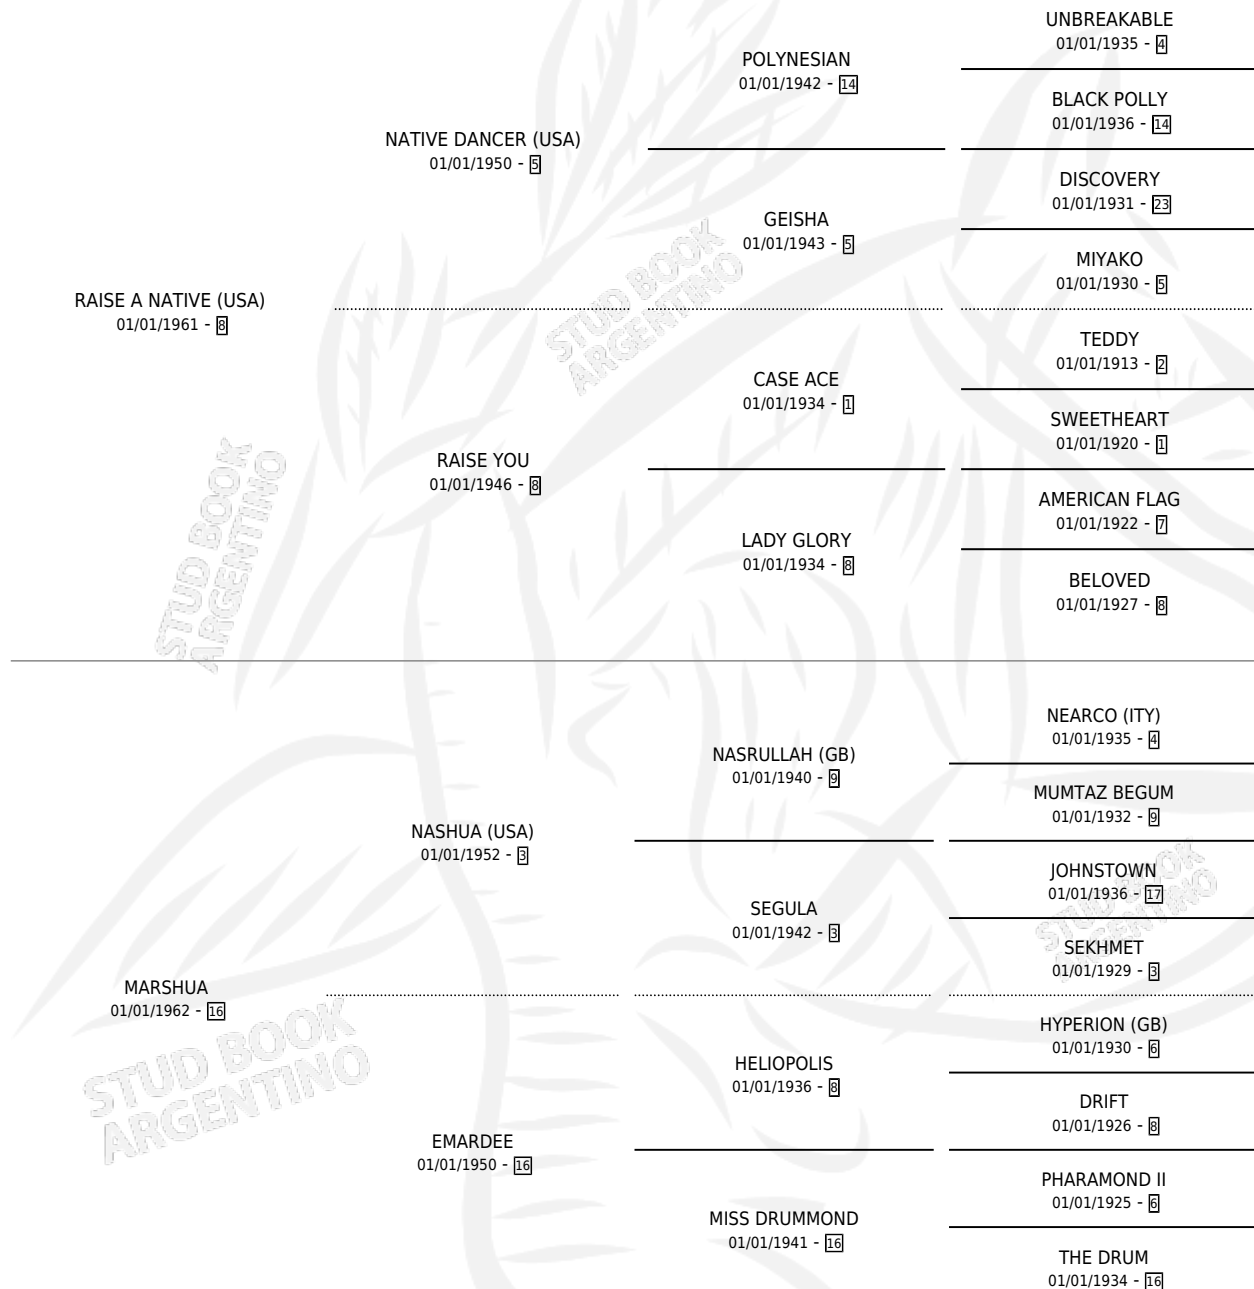 UNBREAKABLE
01/01/1935 - 4
POLYNESIAN
01/01/1942 - 14
BLACK POLLY
01/01/1936 - 14
NATIVE DANCER (USA)
01/01/1950 - 5
DISCOVERY
01/01/1931 - 23
GEISHA
01/01/1943 - 5
MIYAKO
01/01/1930 - 5
RAISE A NATIVE (USA)
01/01/1961 - 8
TEDDY
01/01/1913 - 2
CASE ACE
01/01/1934 - 1
SWEETHEART
01/01/1920 - 1
RAISE YOU
01/01/1946 - 8
AMERICAN FLAG
01/01/1922 - 7
LADY GLORY
01/01/1934 - 8
BELOVED
01/01/1927 - 8
NEARCO (ITY)
01/01/1935 - 4
NASRULLAH (GB)
01/01/1940 - 9
MUMTAZ BEGUM
01/01/1932 - 9
NASHUA (USA)
01/01/1952 - 3
JOHNSTOWN
01/01/1936 - 17
SEGULA
01/01/1942 - 3
SEKHMET
01/01/1929 - 3
MARSHUA
01/01/1962 - 16
HYPERION (GB)
01/01/1930 - 6
HELIOPOLIS
01/01/1936 - 8
DRIFT
01/01/1926 - 8
EMARDEE
01/01/1950 - 16
PHARAMOND II
01/01/1925 - 6
MISS DRUMMOND
01/01/1941 - 16
THE DRUM
01/01/1934 - 16
STUD BOOK
ARGENTINO
STUD BOOK
ARGENTINO
STUD BOOK
ARGENTINO
STUD BOOK
ARGENTINO